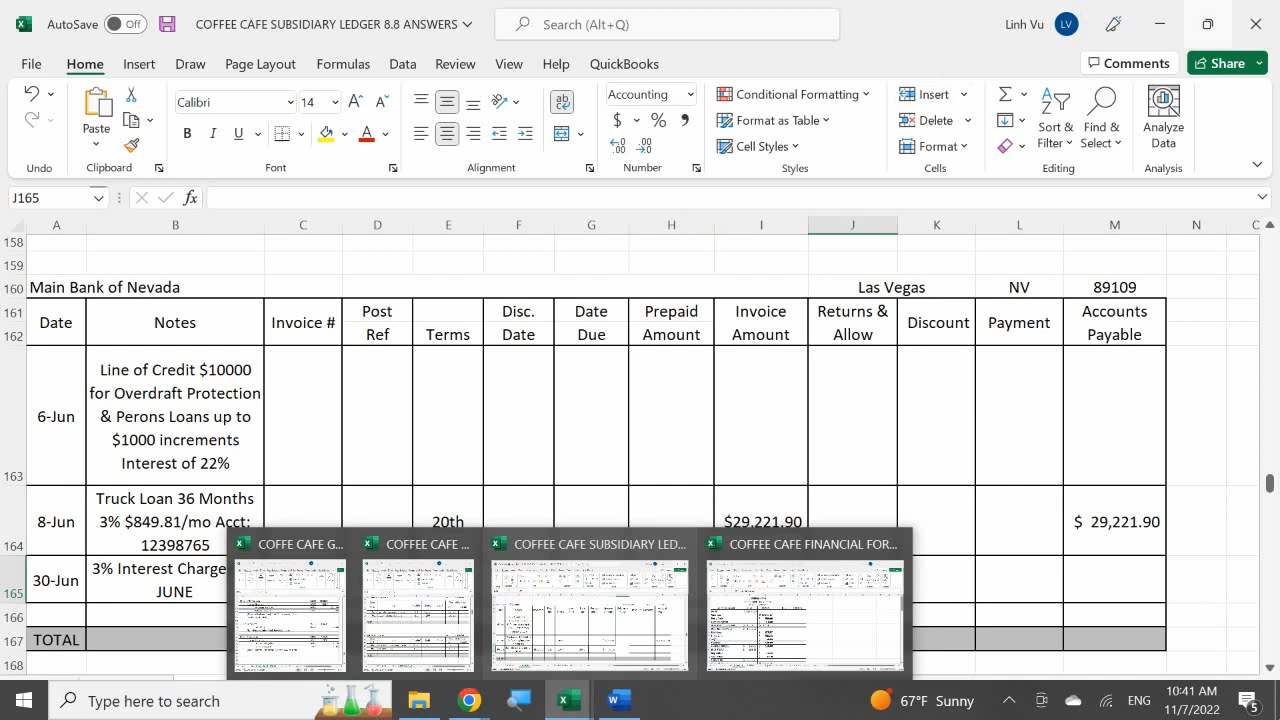 AutoSave Off COFFEE CAFE SUBSIDIARY LEDGER 8.8 ANSWERS Search (Alt+Q) Linh Vu LV
File Home Insert Draw Page Layout Formulas Data Review View Help QuickBooks Comments Share
Calibri 14 Accounting Conditional Formatting Insert
Paste B I U A ab $ % Format as Table Delete Sort & Filter Find & Select Analyze Data
Cell Styles Format
Undo Clipboard Font Alignment Number Styles Cells Editing Analysis
J165 fx
A B C D E F G H I J K L M N
158
159
160 Main Bank of Nevada Las Vegas NV 89109
161 Date Notes Invoice # Post Terms Disc. Date Prepaid Invoice Returns & Discount Payment Accounts
162 Ref Date Due Amount Amount Allow Payable
163 6-Jun Line of Credit $10000
for Overdraft Protection
& Perons Loans up to
$1000 increments
Interest of 22%
164 8-Jun Truck Loan 36 Months
3% $849.81/mo Acct: 20th $29,221.90 $ 29,221.90
12398765
165 30-Jun 3% Interest Charge
JUNE
166
167 TOTAL
168
COFFE CAFE G... COFFEE CAFE ... COFFEE CAFE SUBSIDIARY LED... COFFEE CAFE FINANCIAL FOR...
Type here to search 67°F Sunny ENG 10:41 AM
11/7/2022 5